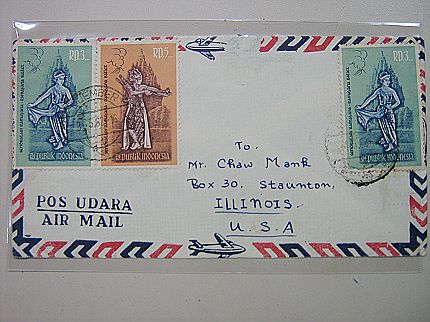 RP.3._
REPUBLIK INDONESIA
RP.5._
REPUBLIK INDONESIA
RP.3._
REPUBLIK INDONESIA
To.
Mr. Chaw Mank
Box 30. Staunton,
ILLINOIS.
U. S. A
POS UDARA
AIR MAIL